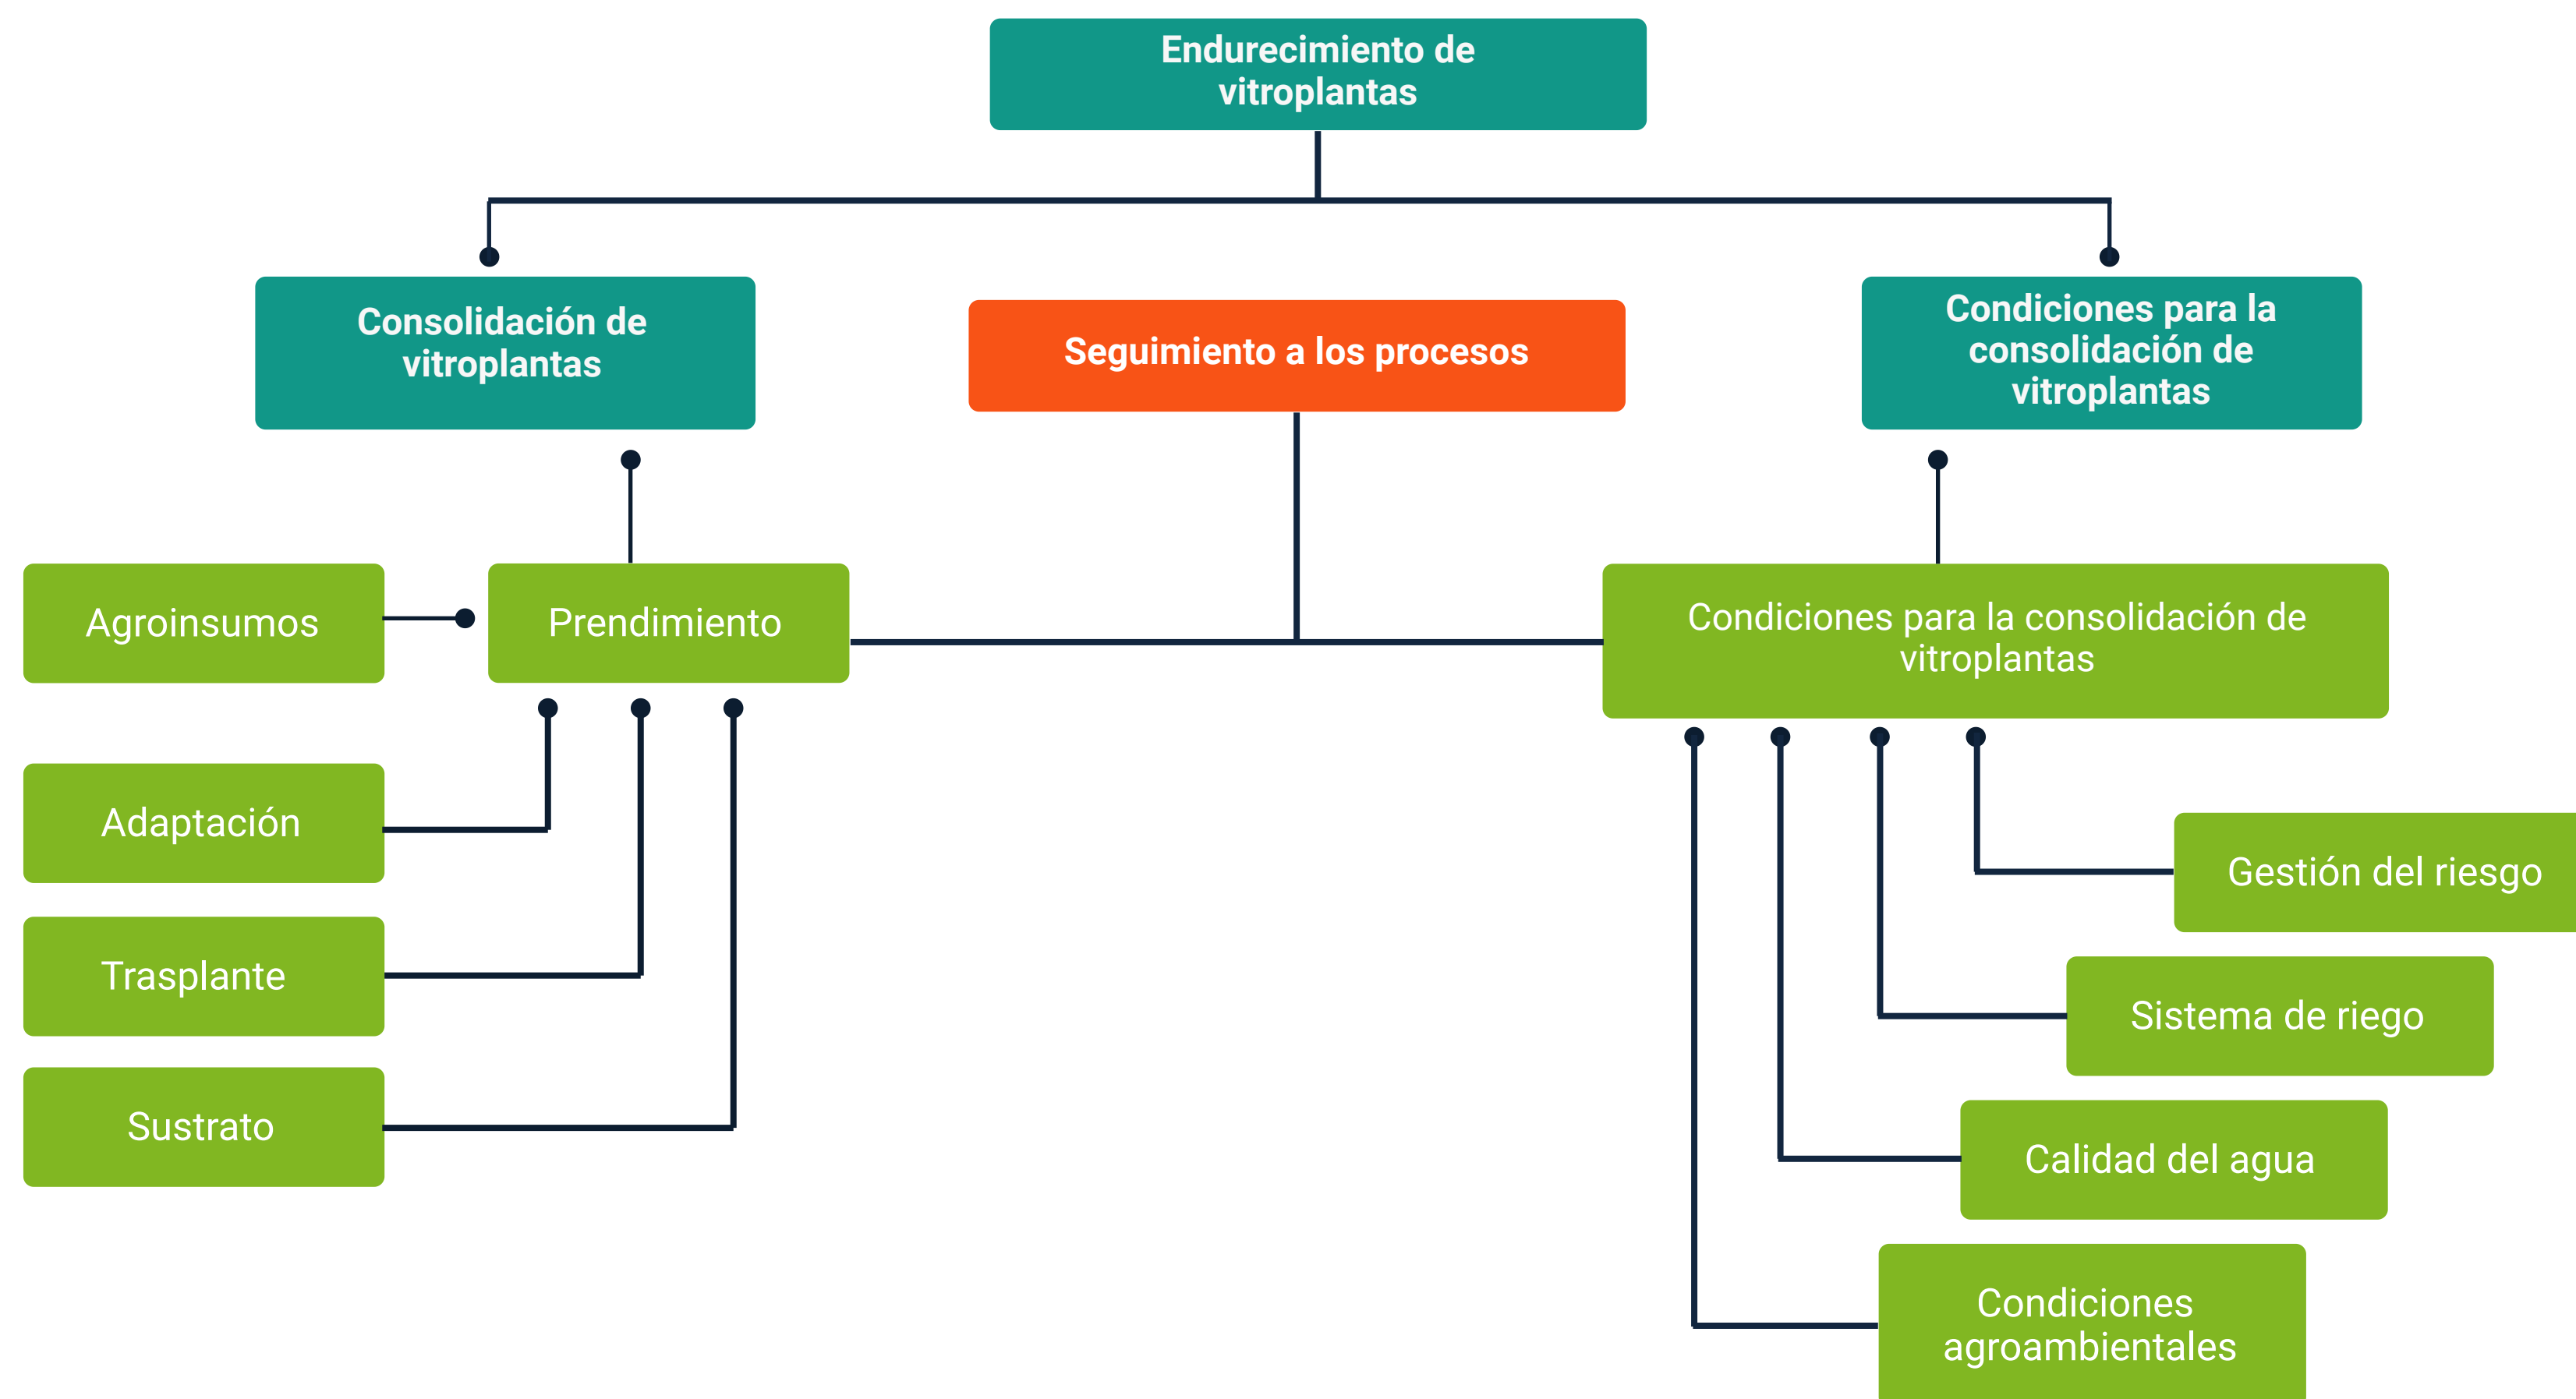 Endurecimiento de
vitroplantas
Consolidación de
vitroplantas
Seguimiento a los procesos
Condiciones para la
consolidación de
vitroplantas
Agroinsumos
Prendimiento
Condiciones para la consolidación de
vitroplantas
Adaptación
Trasplante
Sustrato
Gestión del riesgo
Sistema de riego
Calidad del agua
Condiciones
agroambientales